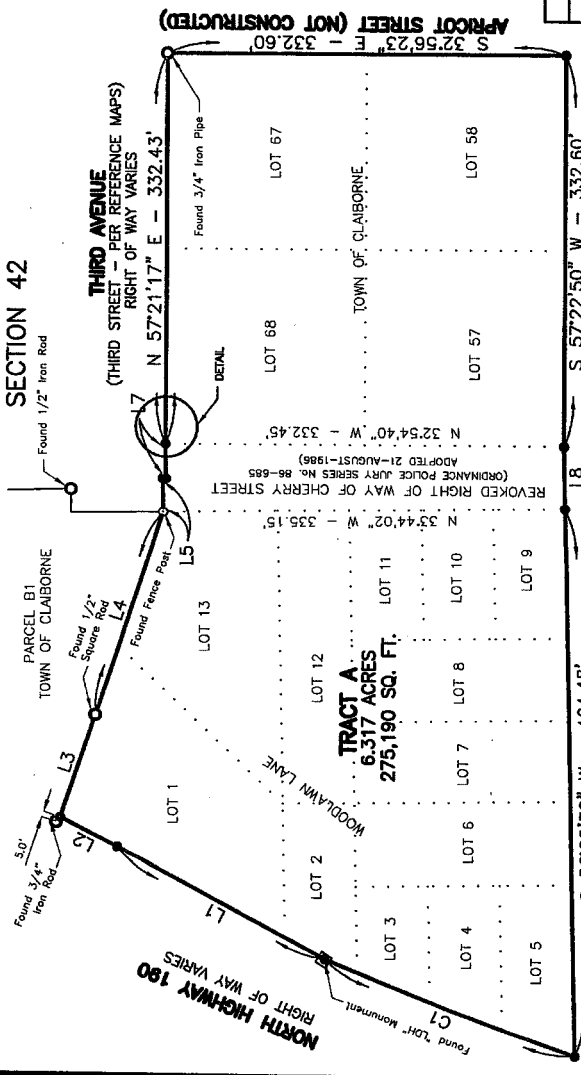 SECTION 42
Found 1/2" Iron Rod
THIRD AVENUE
(THIRD STREET - PER REFERENCE MAPS)
RIGHT OF WAY VARIES
N 57°21'17" E - 332.43'
Found 3/4" Iron Pipe
APRICOT STREET (NOT CONSTRUCTED)
S 32°56'23" E - 332.60'
PARCEL B1
TOWN OF CLAIBORNE
Found 1/2"
Square Rod
Found Fence Post
Found 3/4"
Iron Rod
5.0'
L2
L3
L4
L5
L7
DETAIL
L1
NORTH HIGHWAY 190
RIGHT OF WAY VARIES
Found "LDH" Monument
C1
LOT 1
WOODLAWN LANE
LOT 13
LOT 2
LOT 12
LOT 3
LOT 4
LOT 5
LOT 6
LOT 7
LOT 8
LOT 9
LOT 10
LOT 11
TRACT A
6.317 ACRES
275,190 SQ. FT.
N 33°44'02" W - 335.15'
REVOKED RIGHT OF WAY OF CHERRY STREET
(ORDINANCE POLICE JURY SERIES No. 86-685
ADOPTED 21-AUGUST-1986)
N 32°54'40" W - 332.45'
LOT 68
LOT 67
TOWN OF CLAIBORNE
LOT 57
LOT 58
L8
S 57°22'50" W - 332.60'